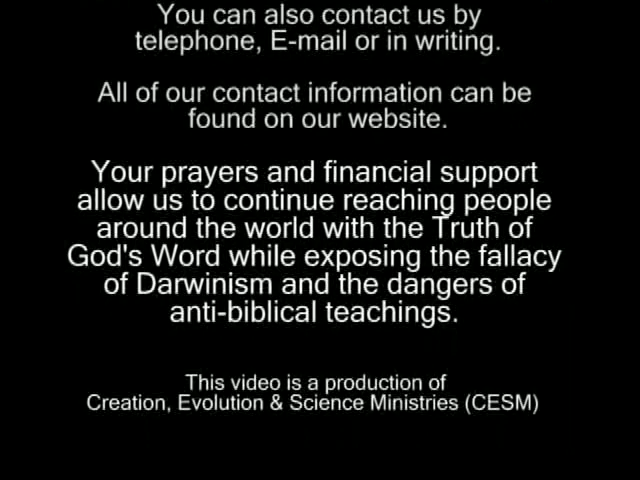 You can also contact us by
telephone, E-mail or in writing.
All of our contact information can be
found on our website.
Your prayers and financial support
allow us to continue reaching people
around the world with the Truth of
God's Word while exposing the fallacy
of Darwinism and the dangers of
anti-biblical teachings.
This video is a production of
Creation, Evolution & Science Ministries (CESM)